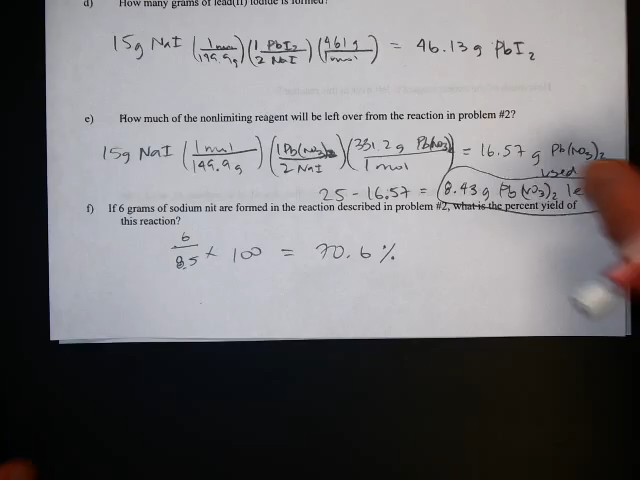 d) How many grams of lead(II) iodide is formed?
15g NaI (1 mol / 149.9g) (1 PbI2 / 2 NaI) (461 g / 1 mol) = 46.13 g PbI2
e) How much of the nonlimiting reagent will be left over from the reaction in problem #2?
15g NaI (1 mol / 149.9 g) (1 Pb(NO3)2 / 2 NaI) (331.2 g Pb(NO3)2 / 1 mol) = 16.57 g Pb(NO3)2
used
25 - 16.57 = 8.43 g Pb(NO3)2 le
f) If 6 grams of sodium nit are formed in the reaction described in problem #2, what is the percent yield of
this reaction?
6 / 8.5 x 100 = 70.6 %